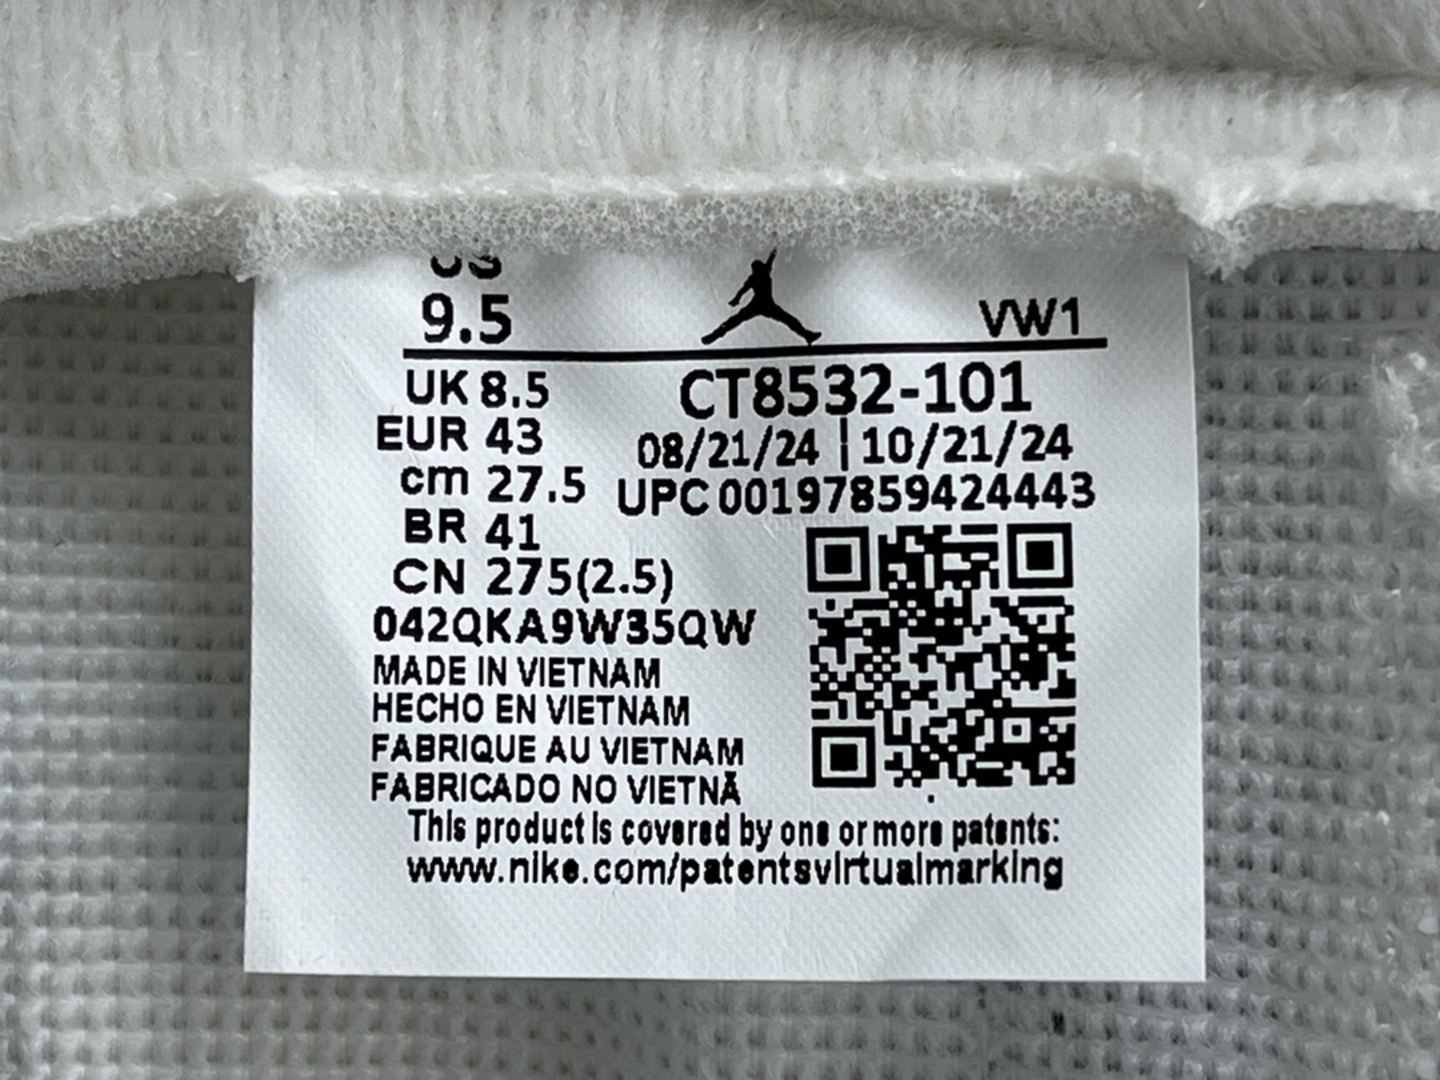 US
9.5 VW1
UK 8.5 CT8532-101
EUR 43 08/21/24 | 10/21/24
cm 27.5 UPC 00197859424443
BR 41
CN 275(2.5)
042QKA9W35QW
MADE IN VIETNAM
HECHO EN VIETNAM
FABRIQUE AU VIETNAM
FABRICADO NO VIETNÃ
This product is covered by one or more patents:
www.nike.com/patentsvirtualmarking